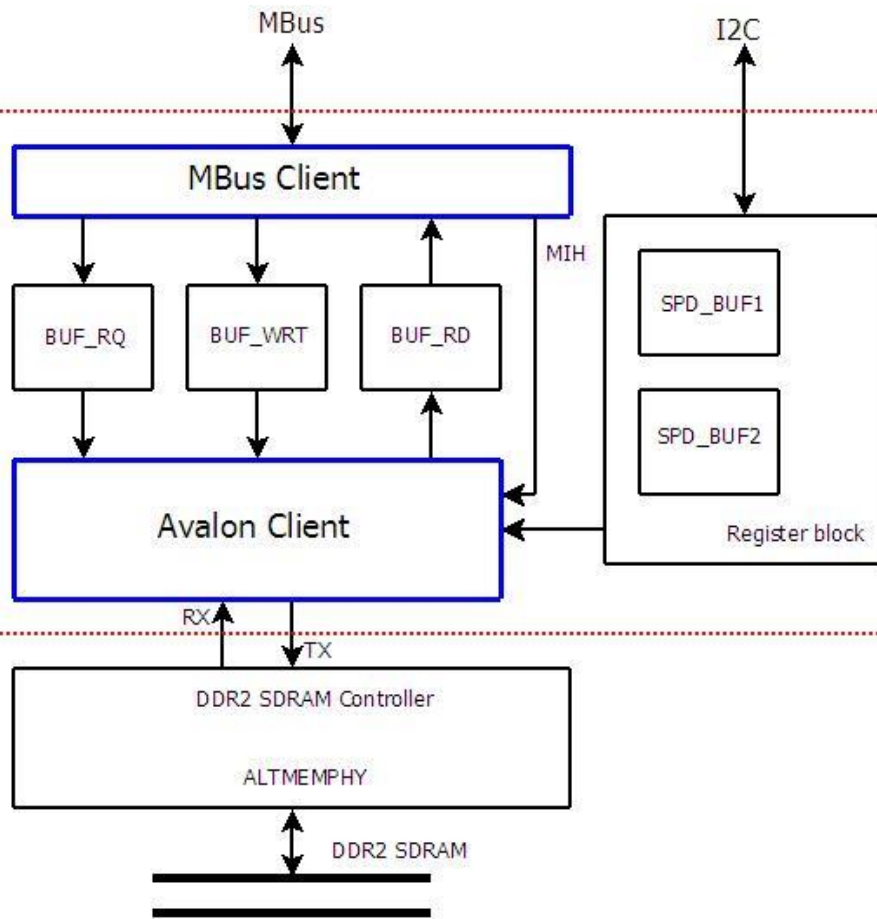 MBus
I2C
MBus Client
MIH
BUF_RQ
BUF_WRT
BUF_RD
SPD_BUF1
SPD_BUF2
Avalon Client
Register block
RX
TX
DDR2 SDRAM Controller
ALTMEMPHY
DDR2 SDRAM